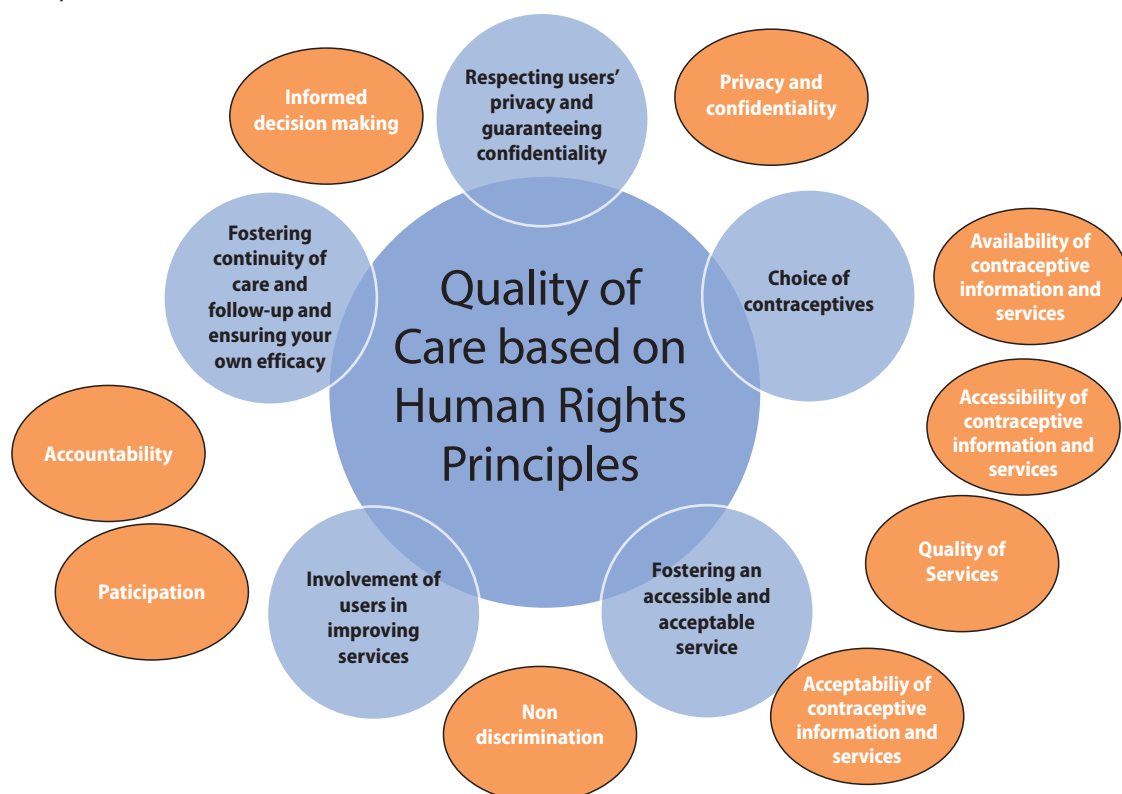 Informed
decision making
Respecting users'
privacy and
guaranteeing
confidentiality
Privacy and
confidentiality
Fostering
continuity of
care and
follow-up and
ensuring your
own efficacy
Quality of
Care based on
Human Rights
Principles
Choice of
contraceptives
Availability of
contraceptive
information and
services
Accessibility of
contraceptive
information and
services
Accountability
Quality of
Services
Paticipation
Involvement of
users in
improving
services
Fostering an
accessible and
acceptable
service
Non
discrimination
Acceptabiliy of
contraceptive
information and
services